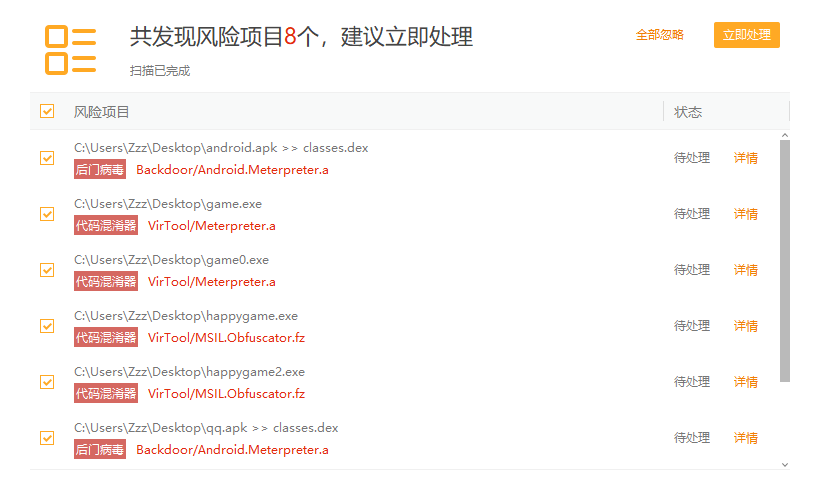 共发现风险项目8个，建议立即处理
全部忽略
立即处理
扫描已完成
风险项目
状态
C:\Users\Zzz\Desktop\android.apk >> classes.dex
后门病毒 Backdoor/Android.Meterpreter.a
待处理 详情
C:\Users\Zzz\Desktop\game.exe
代码混淆器 VirTool/Meterpreter.a
待处理 详情
C:\Users\Zzz\Desktop\game0.exe
代码混淆器 VirTool/Meterpreter.a
待处理 详情
C:\Users\Zzz\Desktop\happygame.exe
代码混淆器 VirTool/MSIL.Obfuscator.fz
待处理 详情
C:\Users\Zzz\Desktop\happygame2.exe
代码混淆器 VirTool/MSIL.Obfuscator.fz
待处理 详情
C:\Users\Zzz\Desktop\qq.apk >> classes.dex
后门病毒 Backdoor/Android.Meterpreter.a
待处理 详情